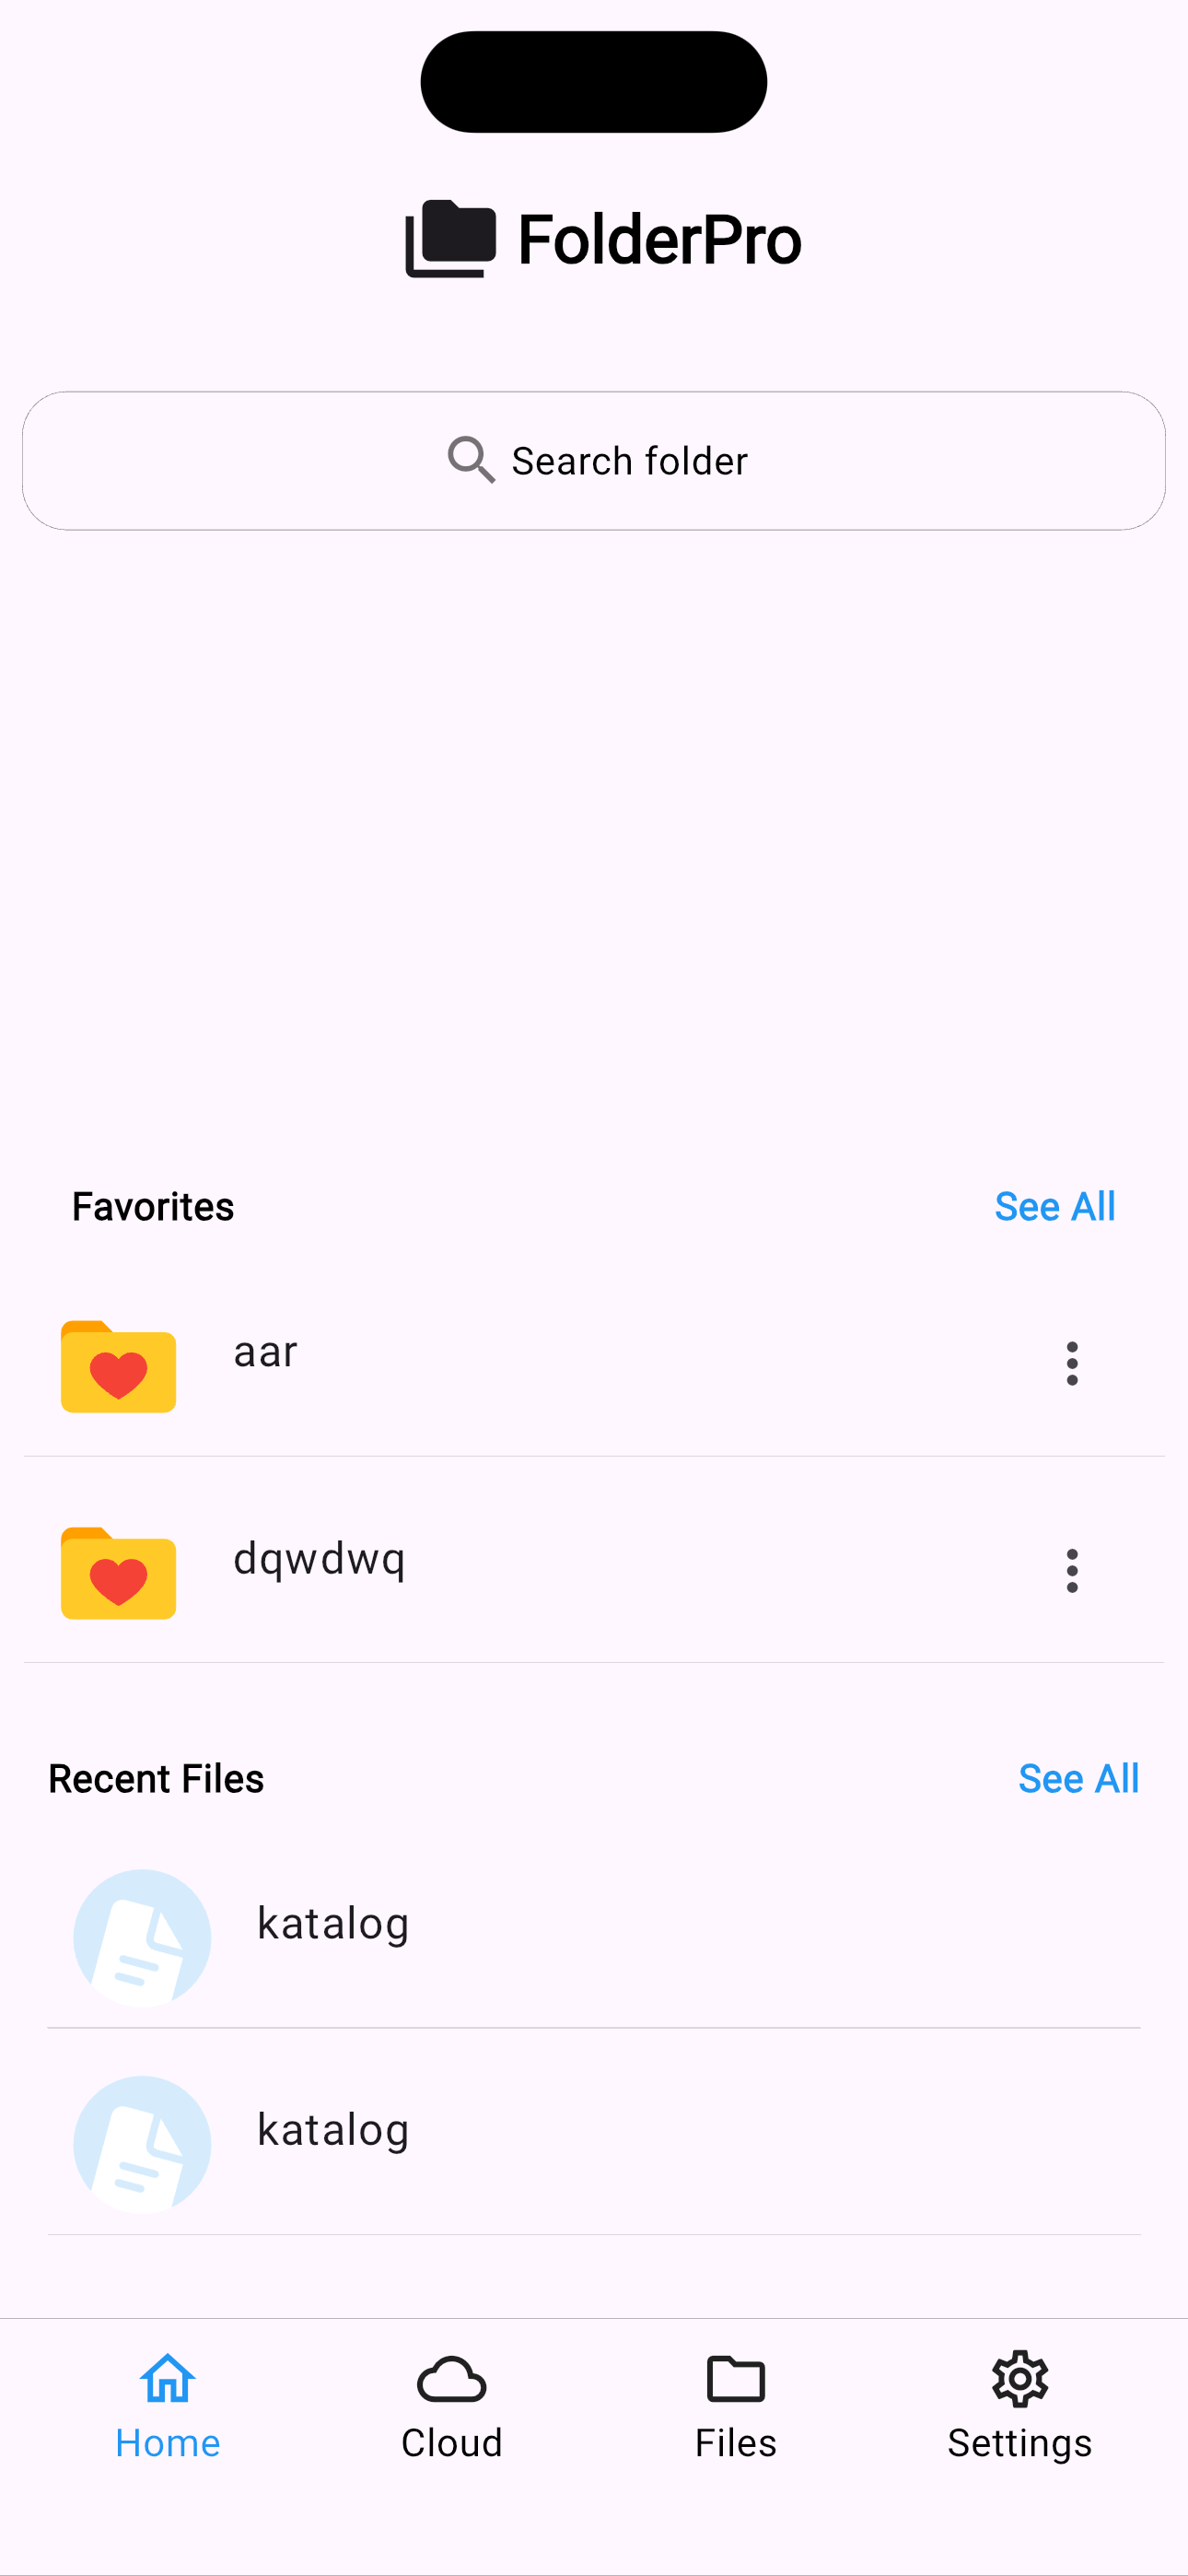 FolderPro
Search folder
Favorites See All
aar
dqwdwq
Recent Files See All
katalog
katalog
Home Cloud Files Settings